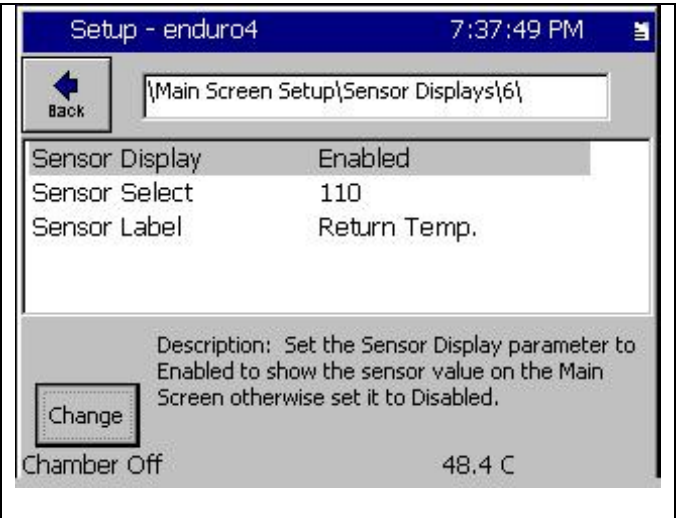 Setup - enduro4 7:37:49 PM
Back
\Main Screen Setup\Sensor Displays\6\
Sensor Display Enabled
Sensor Select 110
Sensor Label Return Temp.
Description: Set the Sensor Display parameter to
Enabled to show the sensor value on the Main
Screen otherwise set it to Disabled.
Change
Chamber Off 48.4 C